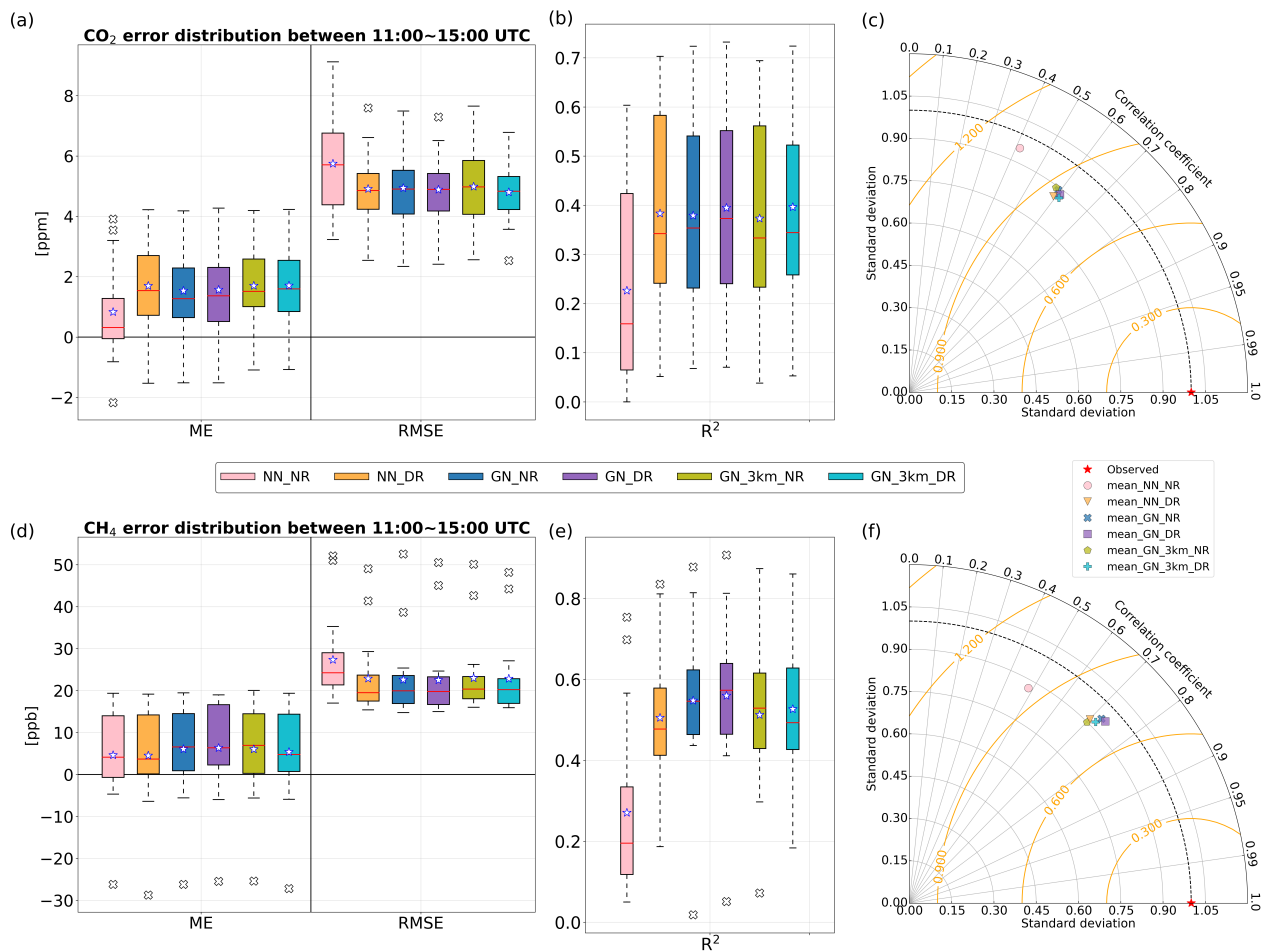 (a)
CO₂ error distribution between 11:00~15:00 UTC
[ppm]
8
6
4
2
0
−2
ME
RMSE
(b)
0.7
0.6
0.5
0.4
0.3
0.2
0.1
0.0
R²
(c)
0.0
0.1
0.2
0.3
0.4
0.5
0.6
0.7
0.8
0.9
0.95
0.99
1.0
Correlation coefficient
Standard deviation
1.05
0.90
0.75
0.60
0.45
0.30
0.15
0.00
1.200
0.900
0.600
0.300
0.00
0.15
0.30
0.45
0.60
0.75
0.90
1.05
Standard deviation
NN_NR
NN_DR
GN_NR
GN_DR
GN_3km_NR
GN_3km_DR
Observed
mean_NN_NR
mean_NN_DR
mean_GN_NR
mean_GN_DR
mean_GN_3km_NR
mean_GN_3km_DR
(d)
CH₄ error distribution between 11:00~15:00 UTC
[ppb]
50
40
30
20
10
0
−10
−20
−30
ME
RMSE
(e)
0.8
0.6
0.4
0.2
0.0
R²
(f)
0.0
0.1
0.2
0.3
0.4
0.5
0.6
0.7
0.8
0.9
0.95
0.99
1.0
Correlation coefficient
Standard deviation
1.05
0.90
0.75
0.60
0.45
0.30
0.15
0.00
1.200
0.900
0.600
0.300
0.00
0.15
0.30
0.45
0.60
0.75
0.90
1.05
Standard deviation